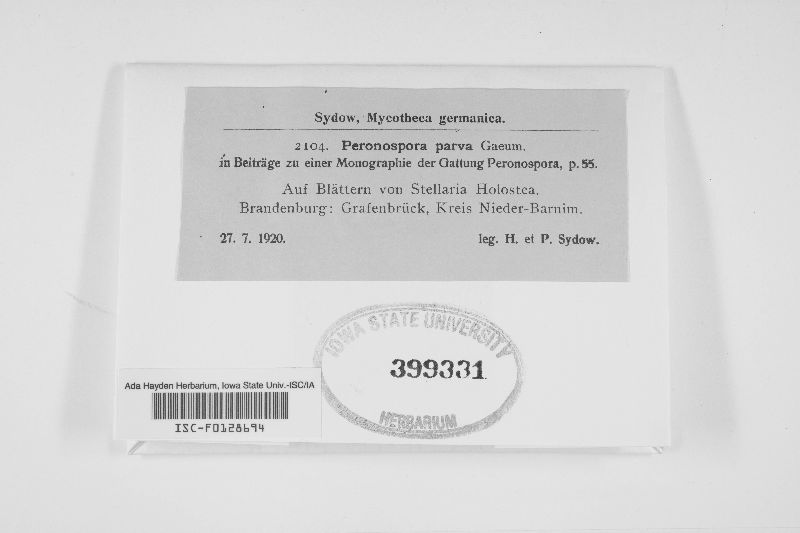 Sydow, Mycotheca germanica.
2104. Peronospora parva Gaeum.
in Beiträge zu einer Monographie der Gattung Peronospora, p. 55.
Auf Blättern von Stellaria Holostea.
Brandenburg: Grafenbrück, Kreis Nieder-Barnim.
27. 7. 1920. leg. H. et P. Sydow.
IOWA STATE UNIVERSITY
399331
HERBARIUM
Ada Hayden Herbarium, Iowa State Univ.-ISC/IA
ISC-F0128694